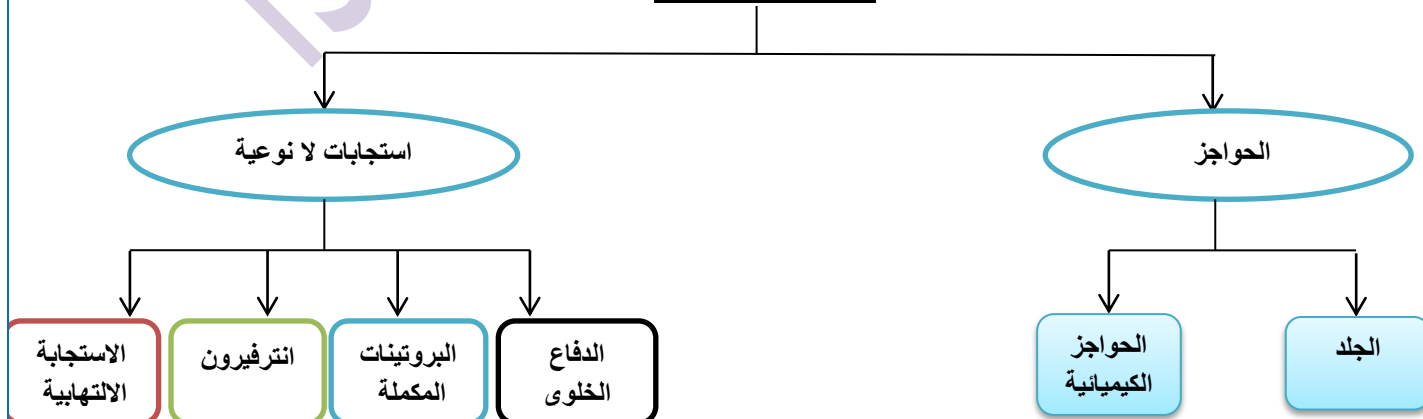 الحواجز
استجابات لا نوعية
الجلد
الحواجز
الكيميائية
الدفاع
الخلوى
البروتينات
المكملة
انترفيرون
الاستجابة
الالتهابية